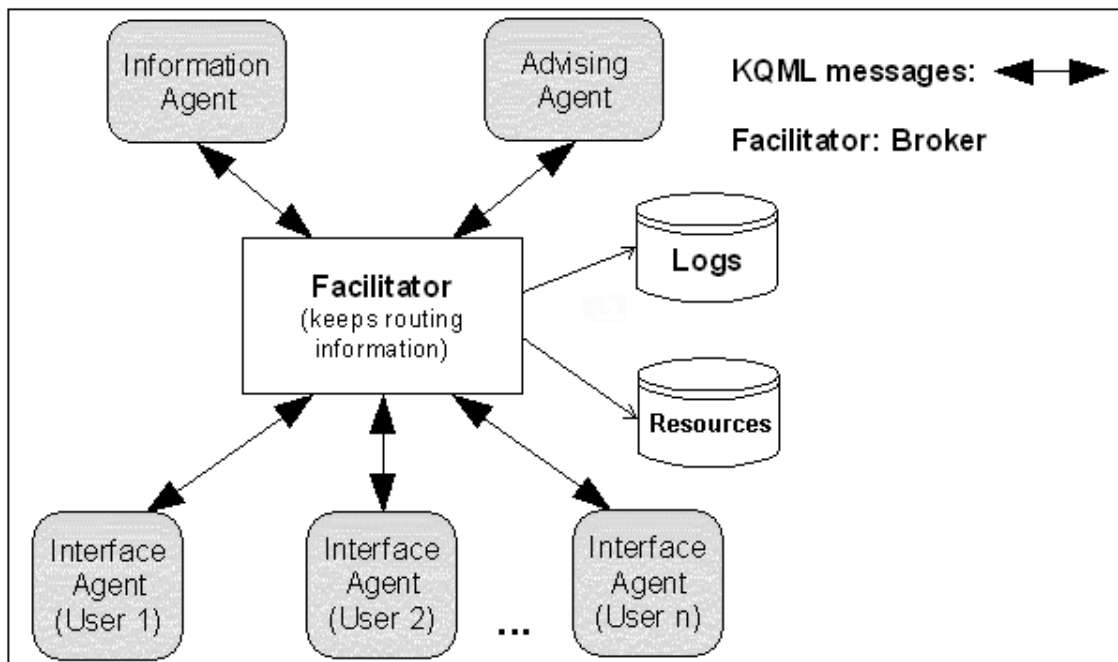 Information
Agent
Advising
Agent
KQML messages:
Facilitator: Broker
Facilitator
(keeps routing
information)
Logs
Resources
Interface
Agent
(User 1)
Interface
Agent
(User 2)
...
Interface
Agent
(User n)